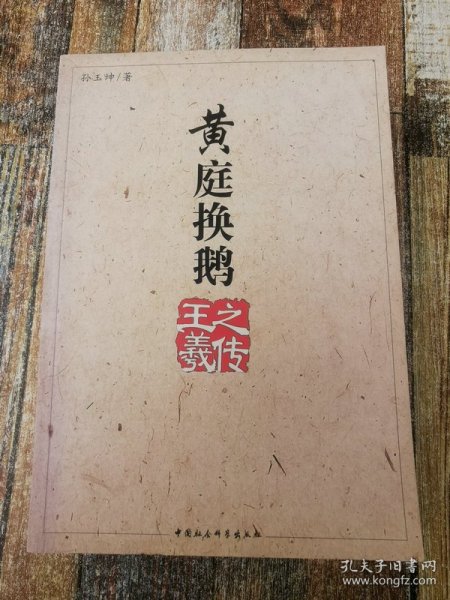 孙玉坤/著
黄庭换鹅
王羲之传
中国社会科学出版社
孔夫子旧书网
www.kongfz.com